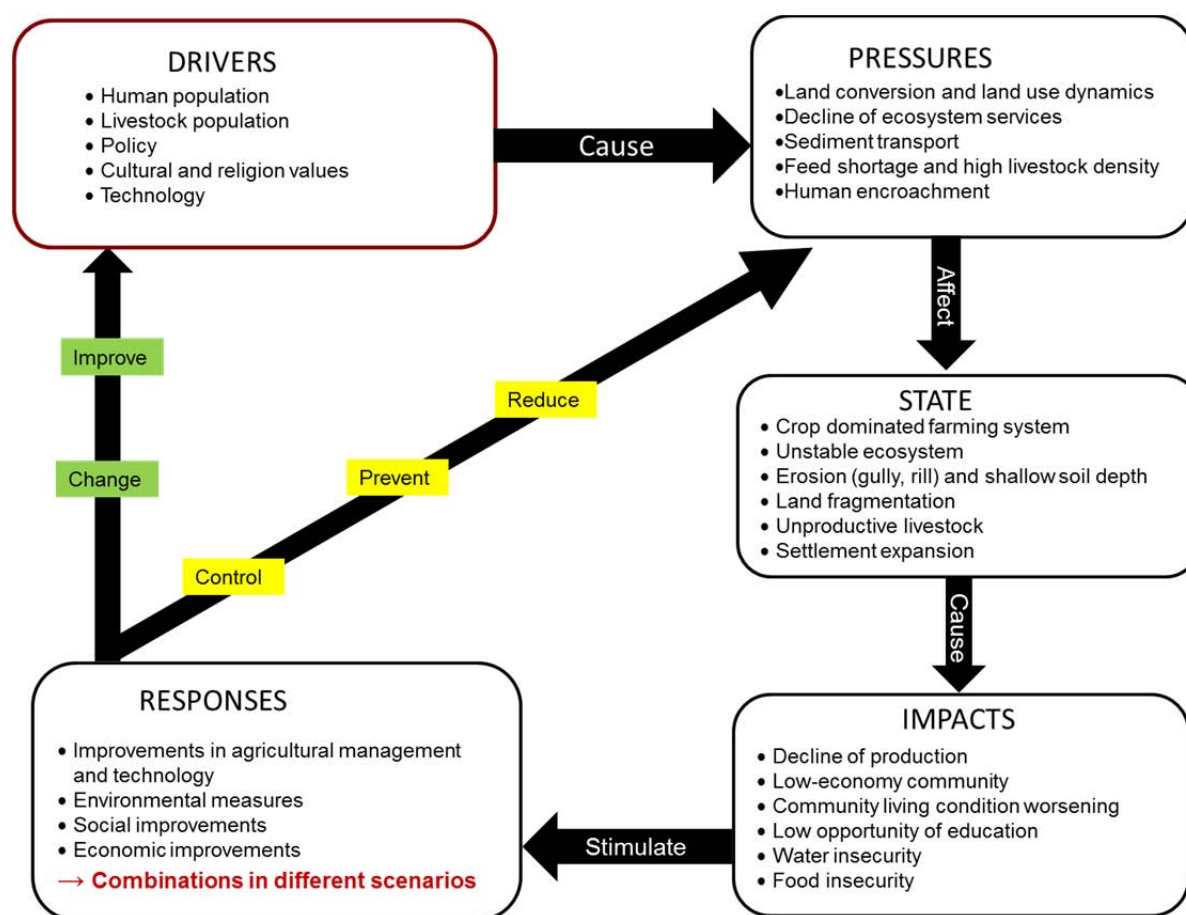 DRIVERS
• Human population
• Livestock population
• Policy
• Cultural and religion values
• Technology
Cause
PRESSURES
•Land conversion and land use dynamics
•Decline of ecosystem services
•Sediment transport
•Feed shortage and high livestock density
•Human encroachment
Affect
Improve
Change
Reduce
Prevent
Control
STATE
• Crop dominated farming system
• Unstable ecosystem
• Erosion (gully, rill) and shallow soil depth
• Land fragmentation
• Unproductive livestock
• Settlement expansion
Cause
RESPONSES
• Improvements in agricultural management
and technology
• Environmental measures
• Social improvements
• Economic improvements
→ Combinations in different scenarios
Stimulate
IMPACTS
• Decline of production
• Low-economy community
• Community living condition worsening
• Low opportunity of education
• Water insecurity
• Food insecurity